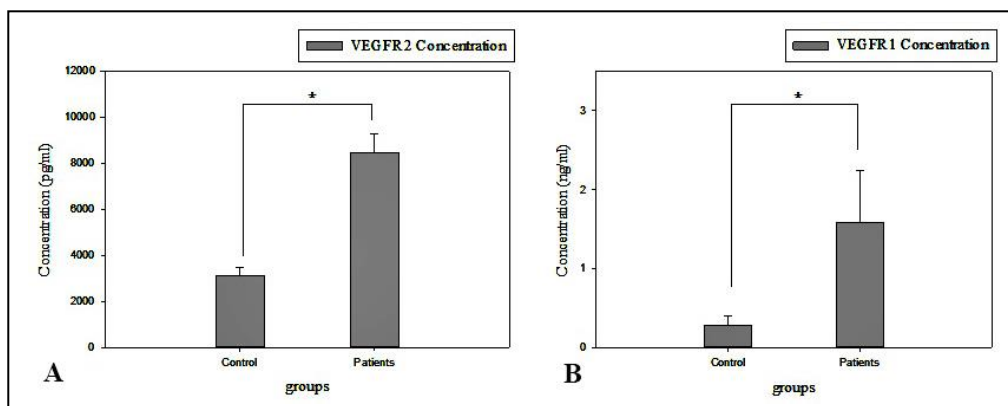 VEGFR2 Concentration
12000
10000
8000
6000
4000
2000
0
Concentration (pg/ml)
*
Control
Patients
groups
A
VEGFR1 Concentration
3
2
1
0
Concentration (ng/ml)
*
Control
Patients
groups
B